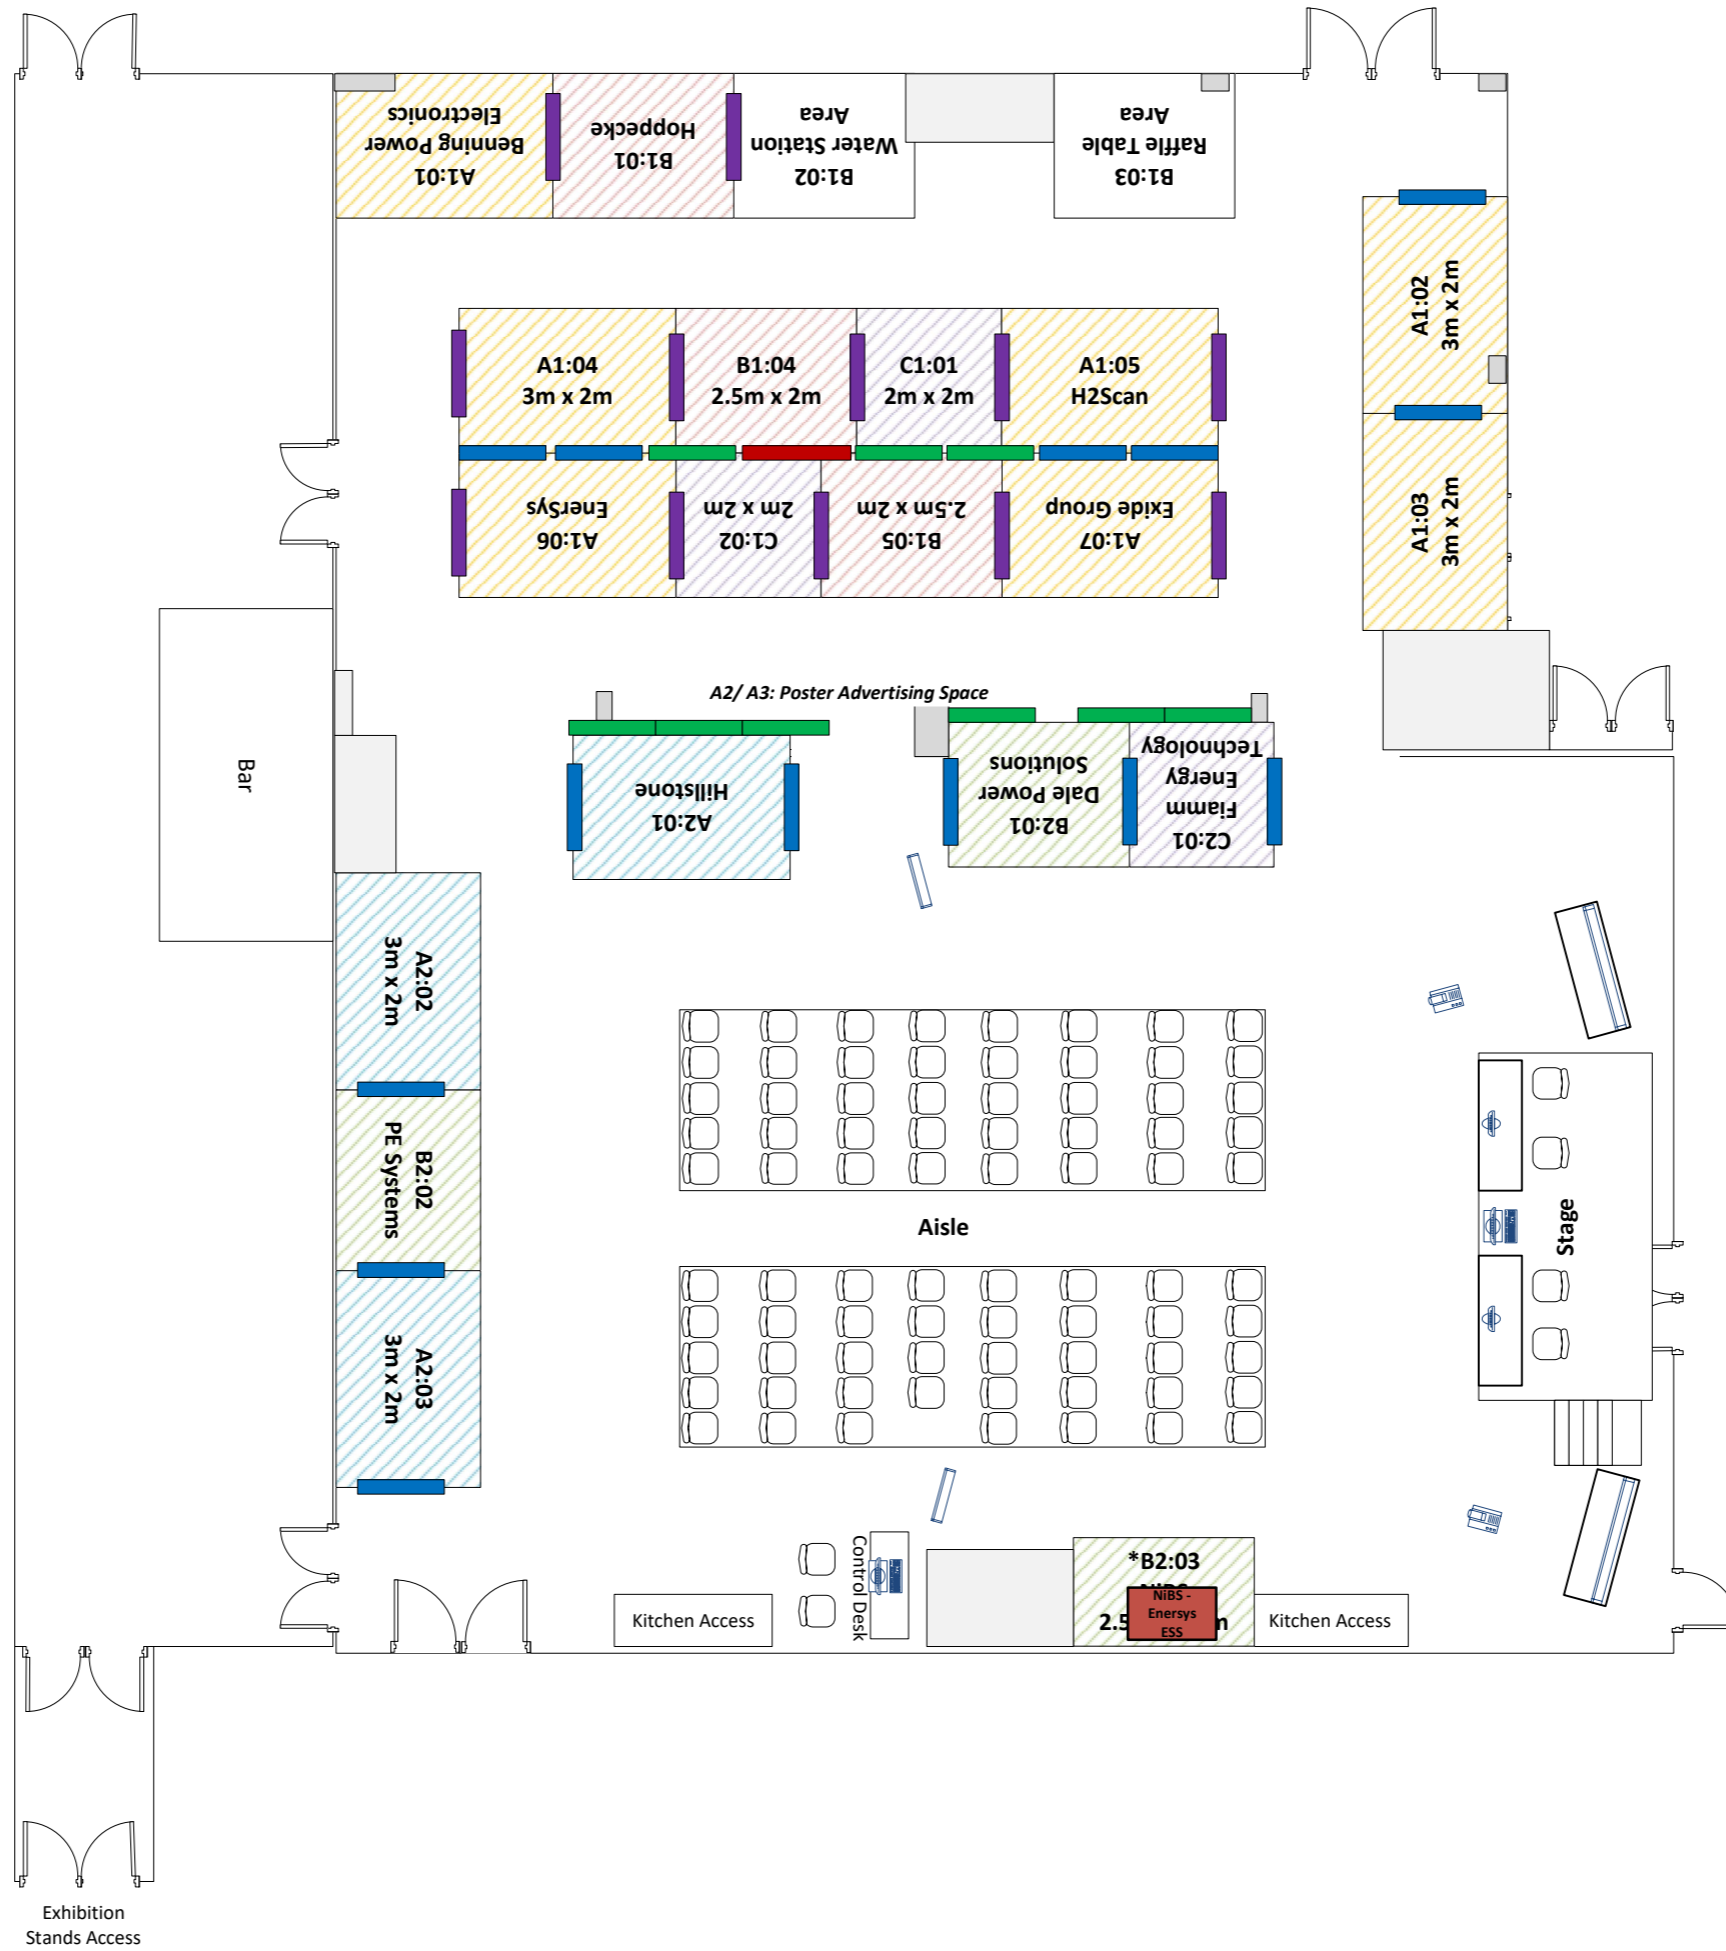 A1:01
Benning Power
Electronics
B1:01
Hoppecke
B1:02
Water Station
Area
B1:03
Raffle Table
Area
A1:02
3m x 2m
A1:03
3m x 2m
A1:04
3m x 2m
B1:04
2.5m x 2m
C1:01
2m x 2m
A1:05
H2Scan
A1:06
EnerSys
C1:02
2m x 2m
B1:05
2.5m x 2m
A1:07
Exide Group
A2/ A3: Poster Advertising Space
Bar
A2:01
Hillstone
B2:01
Dale Power
Solutions
C2:01
Fiamm
Energy
Technology
A2:02
3m x 2m
B2:02
PE Systems
A2:03
3m x 2m
Aisle
Stage
Control Desk
Kitchen Access
*B2:03
NiBS -
Enersys
ESS
Kitchen Access
Exhibition
Stands Access